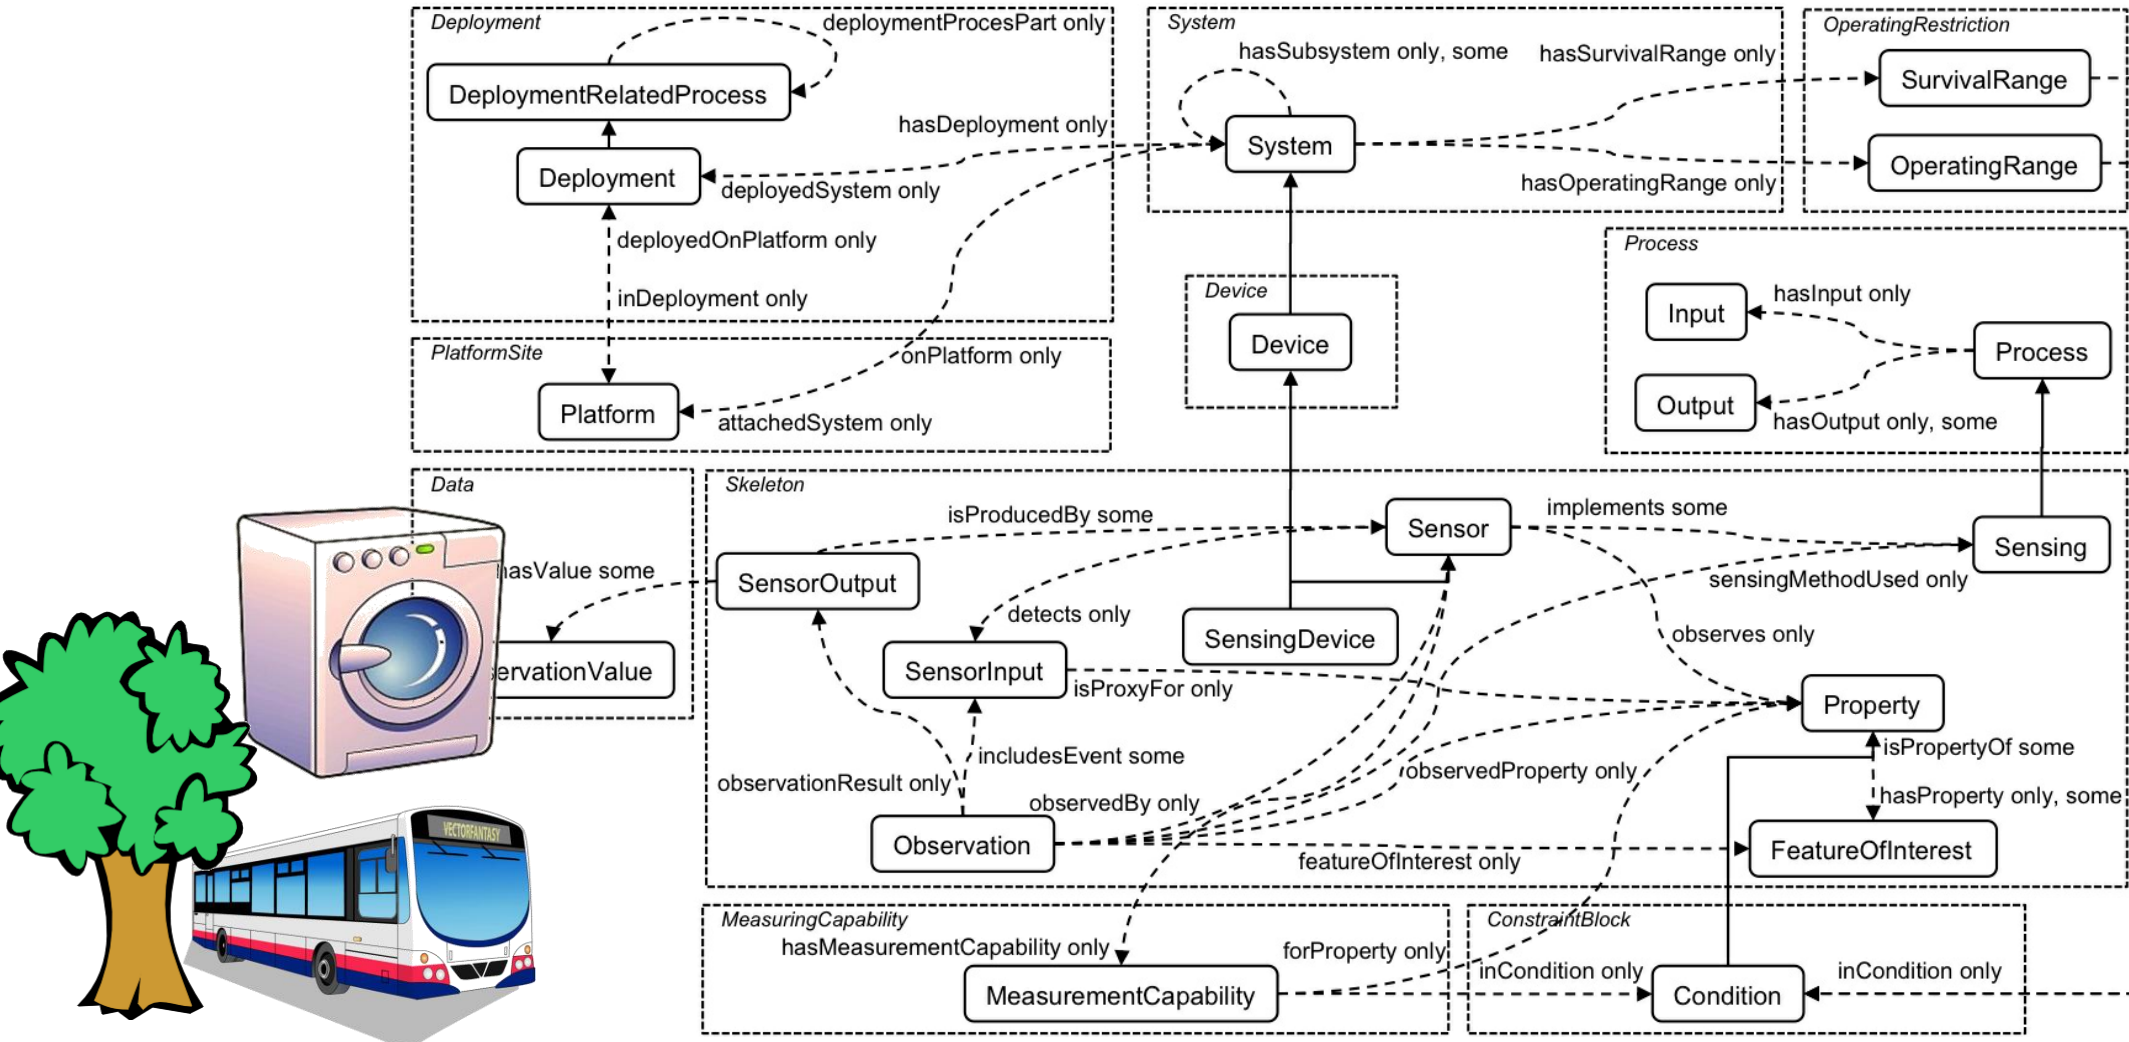 Deployment
deploymentProcesPart only
DeploymentRelatedProcess
hasDeployment only
Deployment
deployedSystem only
deployedOnPlatform only
inDeployment only
System
hasSubsystem only, some
hasSurvivalRange only
System
hasOperatingRange only
OperatingRestriction
SurvivalRange
OperatingRange
Process
Input
hasInput only
Process
Output
hasOutput only, some
Device
Device
PlatformSite
onPlatform only
Platform
attachedSystem only
Data
hasValue some
ervationValue
Skeleton
isProducedBy some
Sensor
implements some
Sensing
SensorOutput
sensingMethodUsed only
detects only
SensingDevice
observes only
SensorInput
isProxyFor only
Property
includesEvent some
isPropertyOf some
observationResult only
observedProperty only
observedBy only
hasProperty only, some
Observation
featureOfInterest only
FeatureOfInterest
MeasuringCapability
hasMeasurementCapability only
forProperty only
MeasurementCapability
ConstraintBlock
inCondition only
Condition
inCondition only
VECTORFANTASY